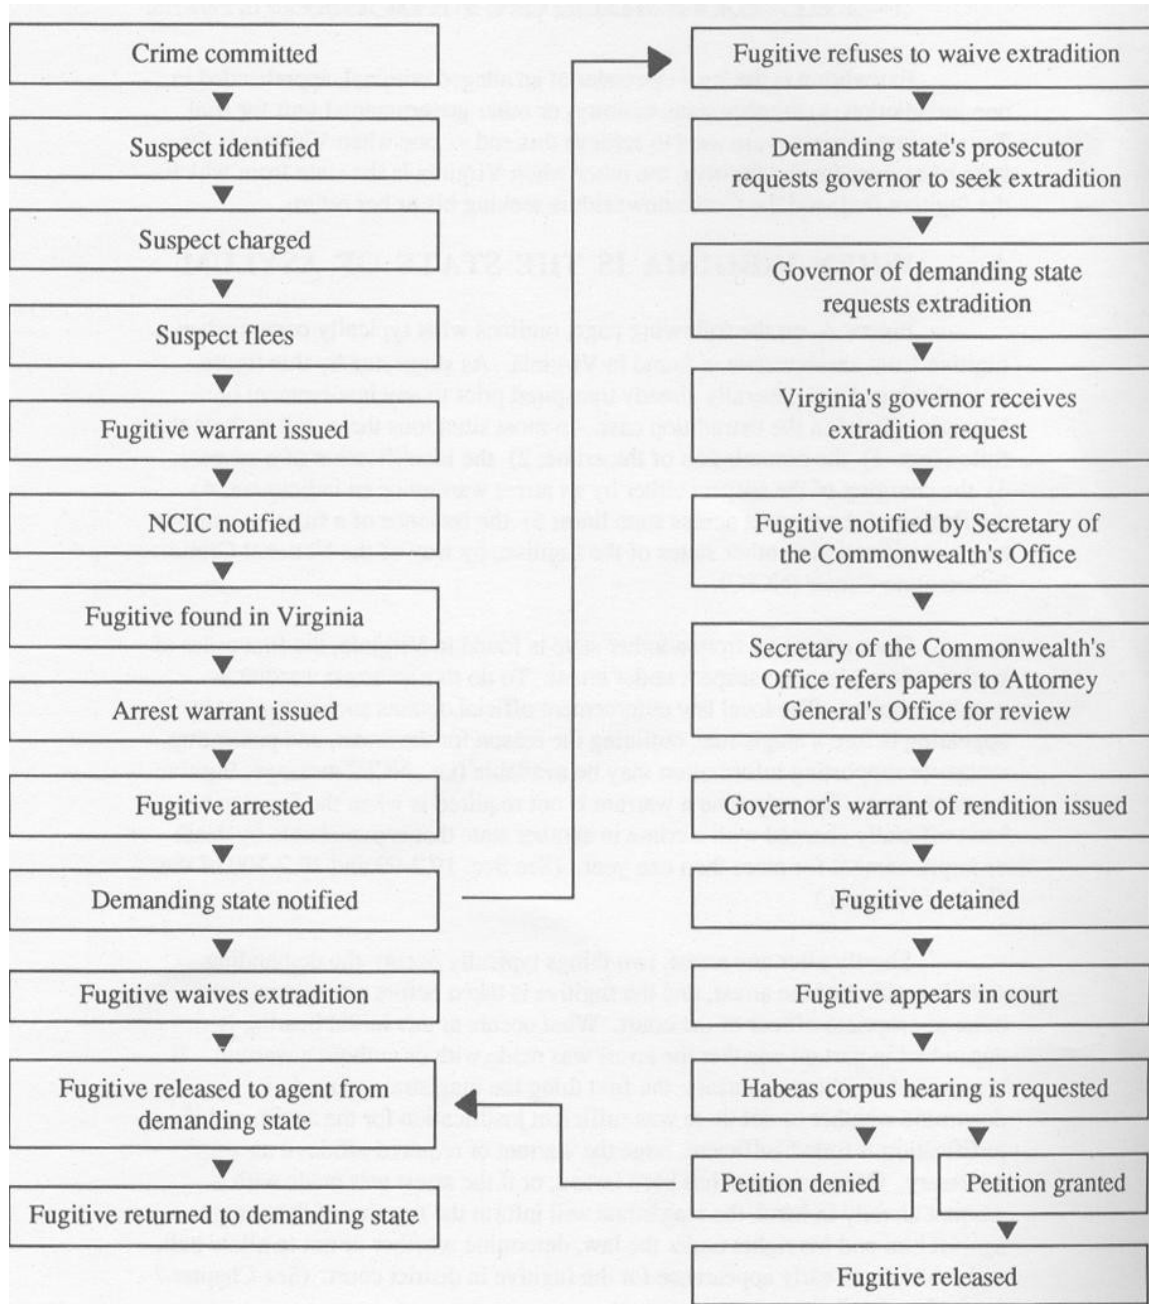 Crime committed
Suspect identified
Suspect charged
Suspect flees
Fugitive warrant issued
NCIC notified
Fugitive found in Virginia
Arrest warrant issued
Fugitive arrested
Demanding state notified
Fugitive waives extradition
Fugitive released to agent from
demanding state
Fugitive returned to demanding state
Fugitive refuses to waive extradition
Demanding state's prosecutor
requests governor to seek extradition
Governor of demanding state
requests extradition
Virginia's governor receives
extradition request
Fugitive notified by Secretary of
the Commonwealth's Office
Secretary of the Commonwealth's
Office refers papers to Attorney
General's Office for review
Governor's warrant of rendition issued
Fugitive detained
Fugitive appears in court
Habeas corpus hearing is requested
Petition denied
Petition granted
Fugitive released